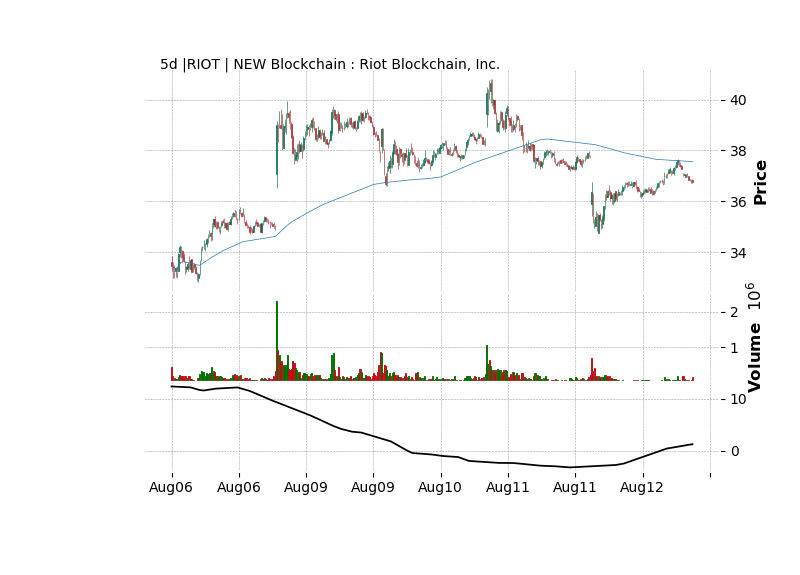 5d |RIOT | NEW Blockchain : Riot Blockchain, Inc.
40
38
36
34
Price
2
1
Volume 10^6
10
0
Aug06 Aug06 Aug09 Aug09 Aug10 Aug11 Aug11 Aug12